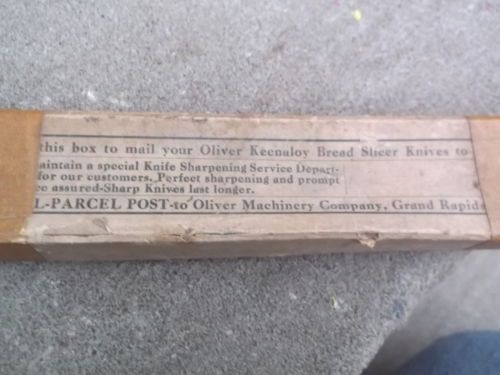 this box to mail your Oliver Keenaloy Bread Slicer Knives to
aintain a special Knife Sharpening Service Depart-
for our customers. Perfect sharpening and prompt
ce assured-Sharp Knives last longer.
L-PARCEL POST-to Oliver Machinery Company, Grand Rapids